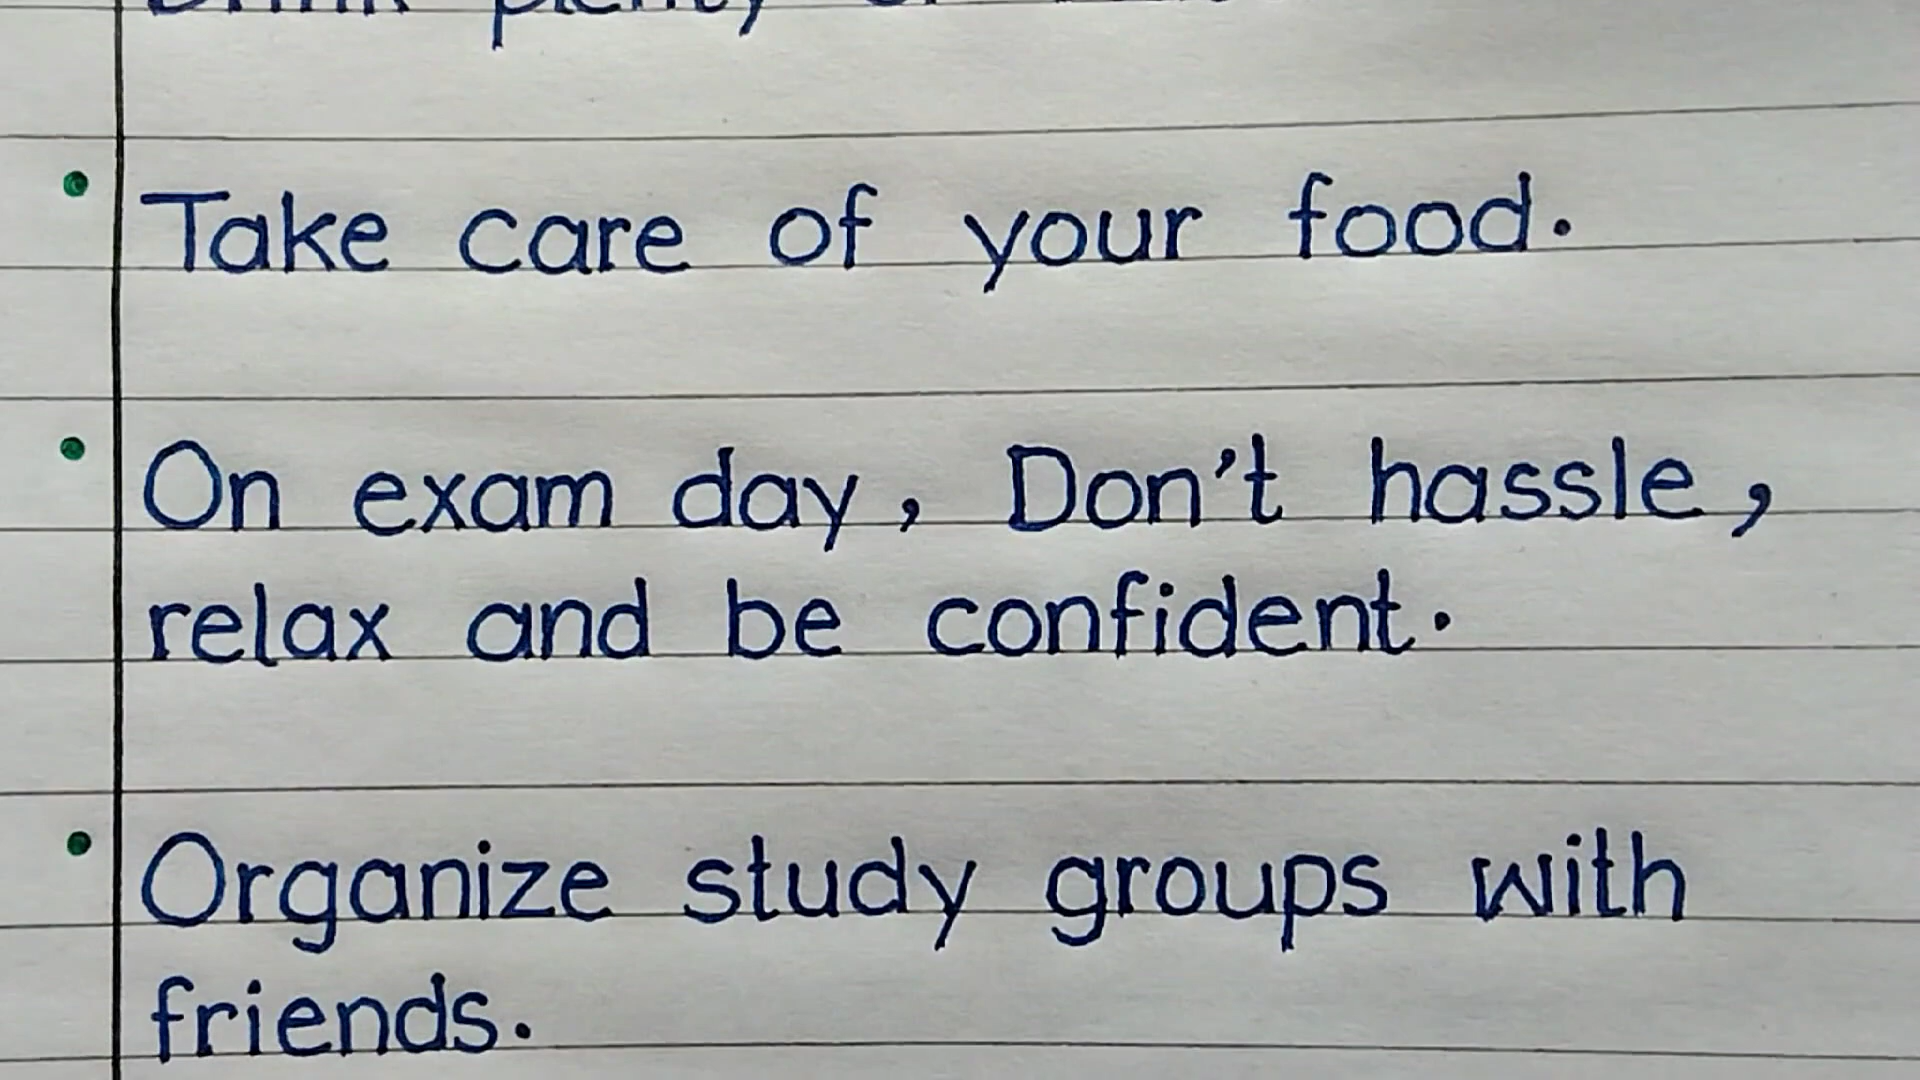 plenty
Take care of your food.
On exam day, Don't hassle,
relax and be confident.
Organize study groups with
friends.